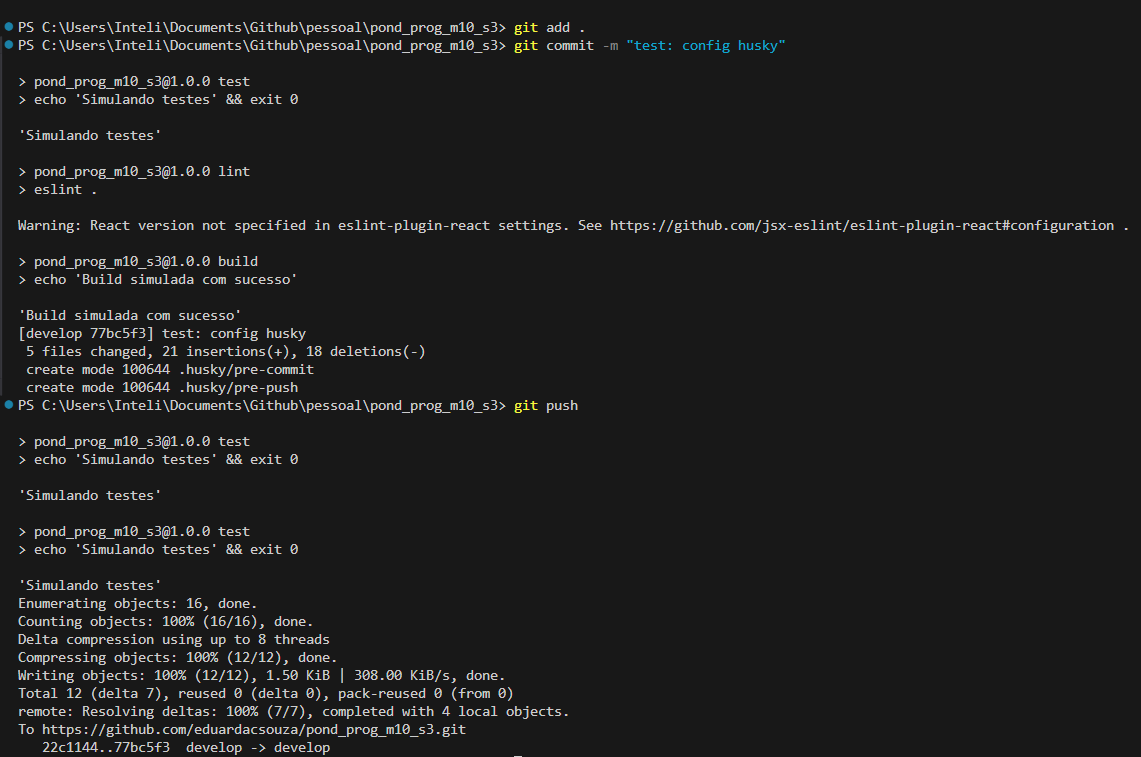 PS C:\Users\Inteli\Documents\Github\pessoal\pond_prog_m10_s3> git add .
PS C:\Users\Inteli\Documents\Github\pessoal\pond_prog_m10_s3> git commit -m "test: config husky"
> pond_prog_m10_s3@1.0.0 test
> echo 'Simulando testes' && exit 0
'Simulando testes'
> pond_prog_m10_s3@1.0.0 lint
> eslint .
Warning: React version not specified in eslint-plugin-react settings. See https://github.com/jsx-eslint/eslint-plugin-react#configuration .
> pond_prog_m10_s3@1.0.0 build
> echo 'Build simulada com sucesso'
'Build simulada com sucesso'
[develop 77bc5f3] test: config husky
5 files changed, 21 insertions(+), 18 deletions(-)
create mode 100644 .husky/pre-commit
create mode 100644 .husky/pre-push
PS C:\Users\Inteli\Documents\Github\pessoal\pond_prog_m10_s3> git push
> pond_prog_m10_s3@1.0.0 test
> echo 'Simulando testes' && exit 0
'Simulando testes'
> pond_prog_m10_s3@1.0.0 test
> echo 'Simulando testes' && exit 0
'Simulando testes'
Enumerating objects: 16, done.
Counting objects: 100% (16/16), done.
Delta compression using up to 8 threads
Compressing objects: 100% (12/12), done.
Writing objects: 100% (12/12), 1.50 KiB | 308.00 KiB/s, done.
Total 12 (delta 7), reused 0 (delta 0), pack-reused 0 (from 0)
remote: Resolving deltas: 100% (7/7), completed with 4 local objects.
To https://github.com/eduardacsouza/pond_prog_m10_s3.git
22c1144..77bc5f3  develop -> develop